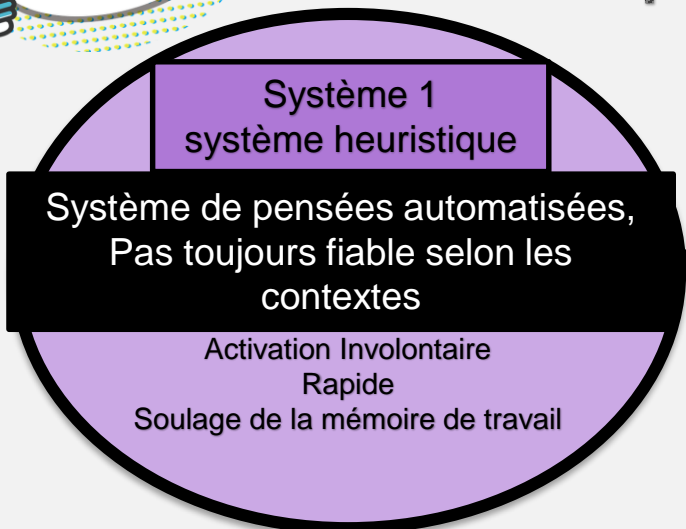 Système 1
système heuristique
Système de pensées automatisées,
Pas toujours fiable selon les
contextes
Activation Involontaire
Rapide
Soulage de la mémoire de travail